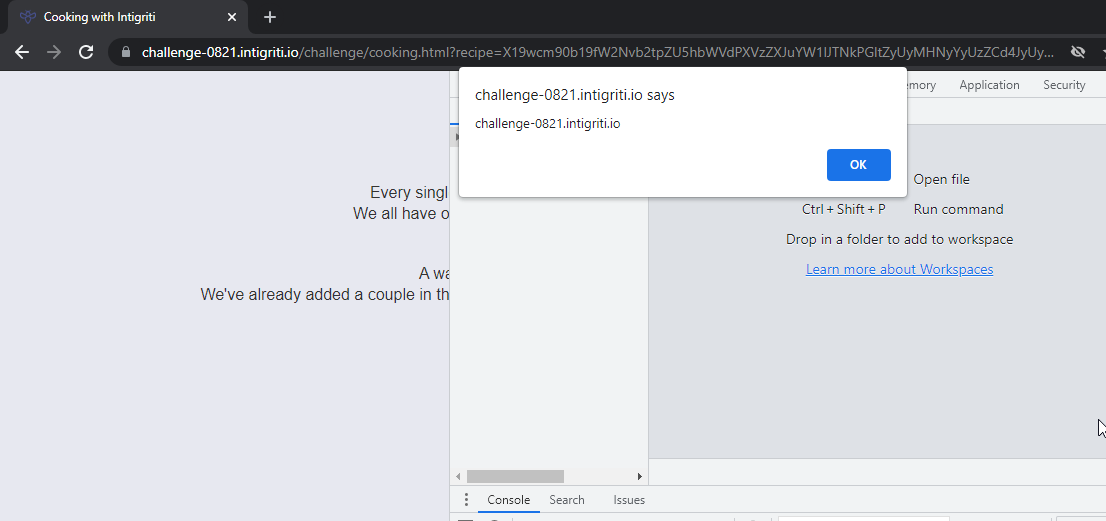 Cooking with Intigriti
challenge-0821.intigriti.io/challenge/cooking.html?recipe=X19wcm90b19fW2Nvb2tpZU5hbWVdPXVzZXJuYW1lJTNkPGltZyUyMHNyYyUzZCd4JyUy...
challenge-0821.intigriti.io says
challenge-0821.intigriti.io
OK
emory Application Security
Every singl
We all have o
A wa
We've already added a couple in th
Open file
Ctrl + Shift + P Run command
Drop in a folder to add to workspace
Learn more about Workspaces
Console Search Issues